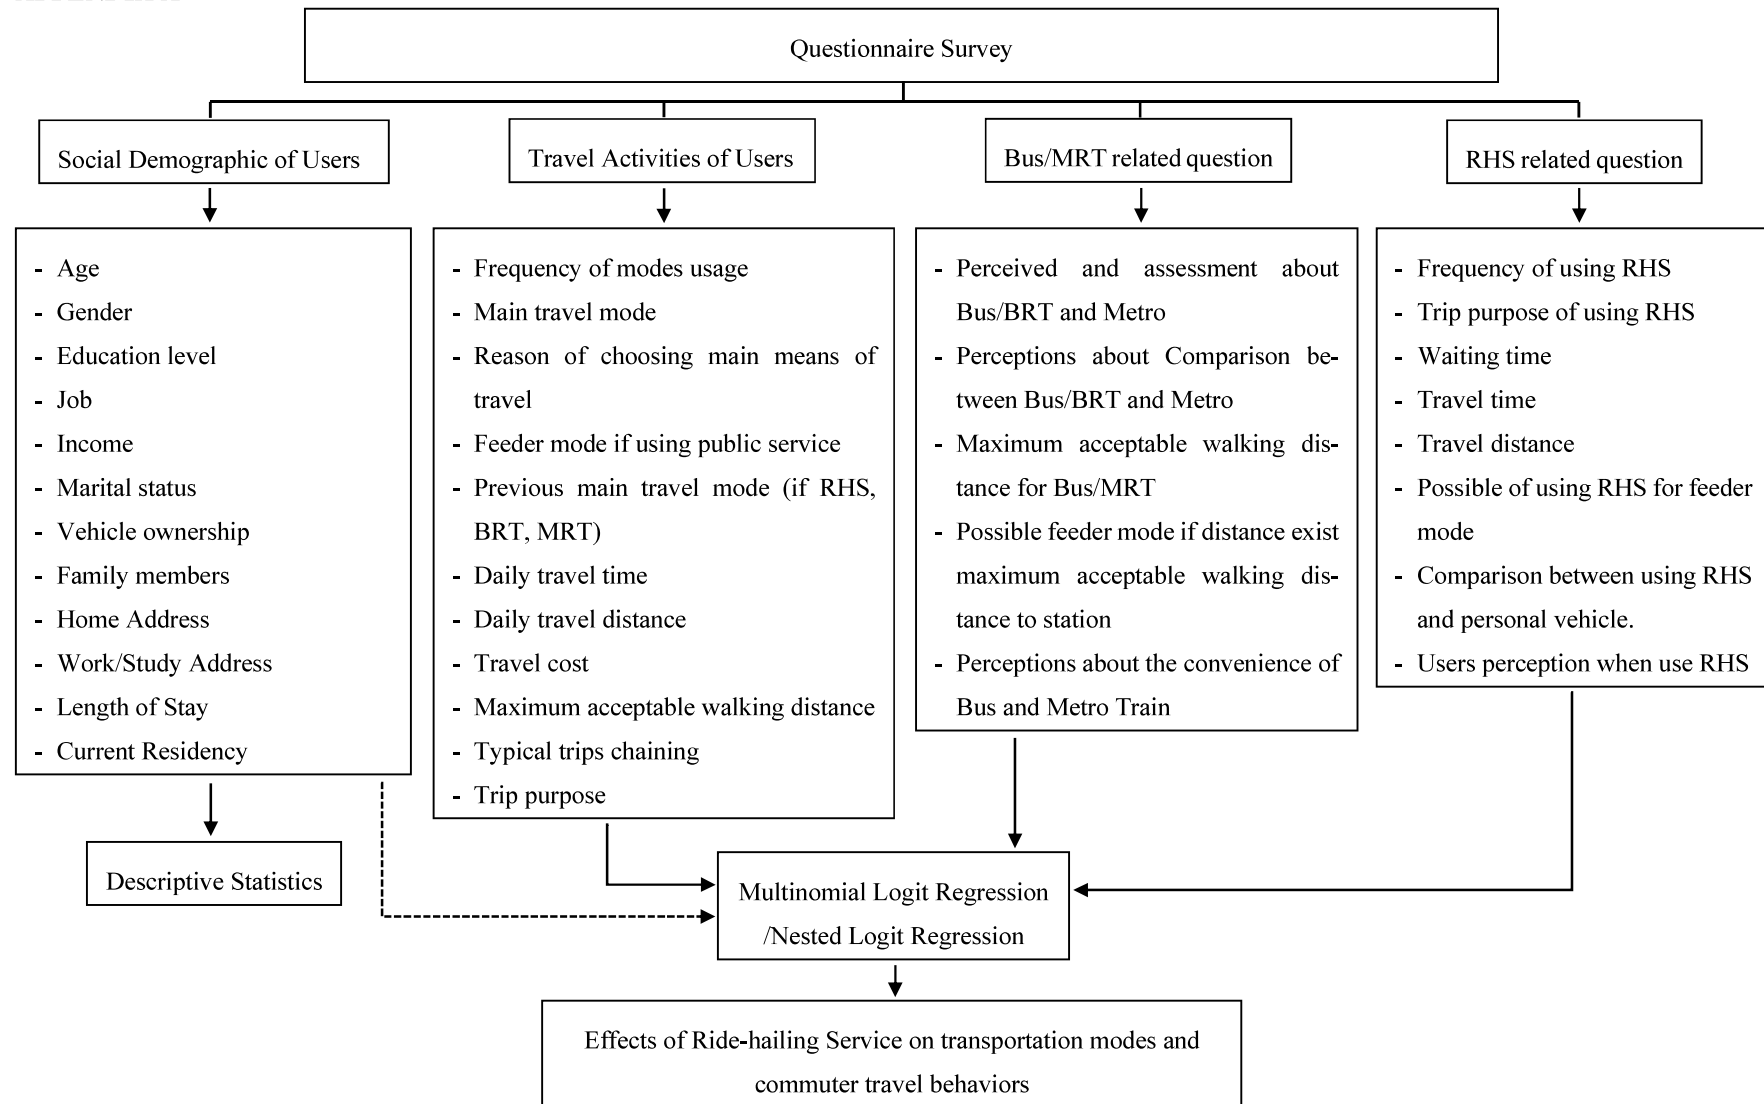 Questionnaire Survey
Social Demographic of Users
Travel Activities of Users
Bus/MRT related question
RHS related question
- Age
- Gender
- Education level
- Job
- Income
- Marital status
- Vehicle ownership
- Family members
- Home Address
- Work/Study Address
- Length of Stay
- Current Residency
- Frequency of modes usage
- Main travel mode
- Reason of choosing main means of
travel
- Feeder mode if using public service
- Previous main travel mode (if RHS,
BRT, MRT)
- Daily travel time
- Daily travel distance
- Travel cost
- Maximum acceptable walking distance
- Typical trips chaining
- Trip purpose
- Perceived and assessment about
Bus/BRT and Metro
- Perceptions about Comparison be-
tween Bus/BRT and Metro
- Maximum acceptable walking dis-
tance for Bus/MRT
- Possible feeder mode if distance exist
maximum acceptable walking dis-
tance to station
- Perceptions about the convenience of
Bus and Metro Train
- Frequency of using RHS
- Trip purpose of using RHS
- Waiting time
- Travel time
- Travel distance
- Possible of using RHS for feeder
mode
- Comparison between using RHS
and personal vehicle.
- Users perception when use RHS
Descriptive Statistics
Multinomial Logit Regression
/Nested Logit Regression
Effects of Ride-hailing Service on transportation modes and
commuter travel behaviors